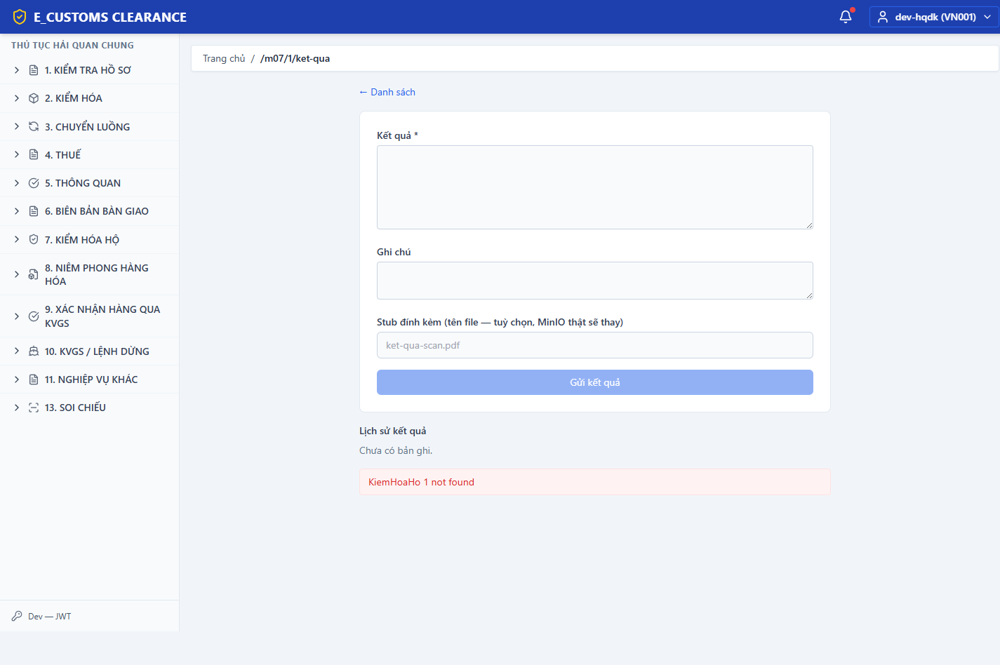 E_CUSTOMS CLEARANCE
dev-hqdk (VN001)
THỦ TỤC HẢI QUAN CHUNG
1. KIỂM TRA HỒ SƠ
2. KIỂM HÓA
3. CHUYỂN LUỒNG
4. THUẾ
5. THÔNG QUAN
6. BIÊN BẢN BÀN GIAO
7. KIỂM HÓA HỘ
8. NIÊM PHONG HÀNG
HÓA
9. XÁC NHẬN HÀNG QUA
KVGS
10. KVGS / LỆNH DỪNG
11. NGHIỆP VỤ KHÁC
13. SOI CHIẾU
Dev — JWT
Trang chủ / /m07/1/ket-qua
← Danh sách
Kết quả *
Ghi chú
Stub đính kèm (tên file — tuỳ chọn, MinIO thật sẽ thay)
ket-qua-scan.pdf
Gửi kết quả
Lịch sử kết quả
Chưa có bản ghi.
KiemHoaHo 1 not found